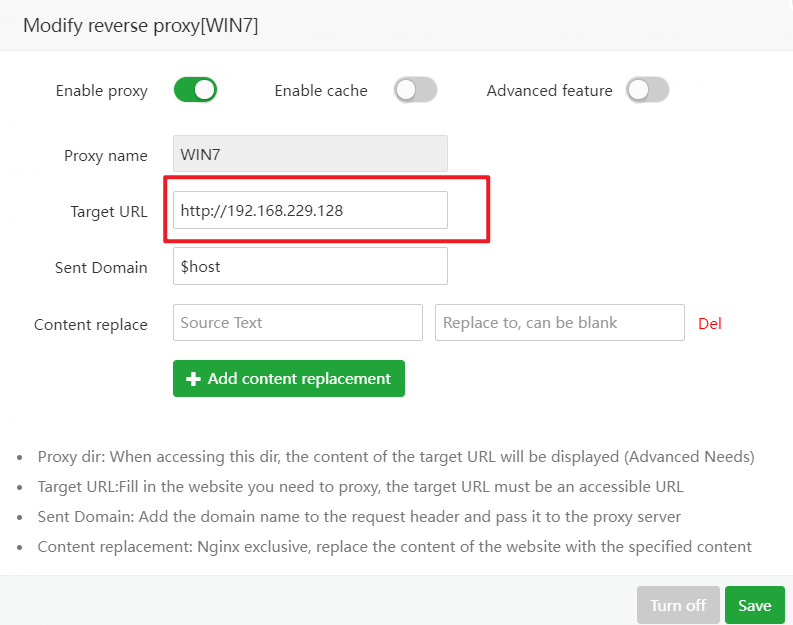 Modify reverse proxy[WIN7]
Enable proxy Enable cache Advanced feature
Proxy name WIN7
Target URL http://192.168.229.128
Sent Domain $host
Content replace Source Text Replace to, can be blank Del
Add content replacement
Proxy dir: When accessing this dir, the content of the target URL will be displayed (Advanced Needs)
Target URL:Fill in the website you need to proxy, the target URL must be an accessible URL
Sent Domain: Add the domain name to the request header and pass it to the proxy server
Content replacement: Nginx exclusive, replace the content of the website with the specified content
Turn off Save